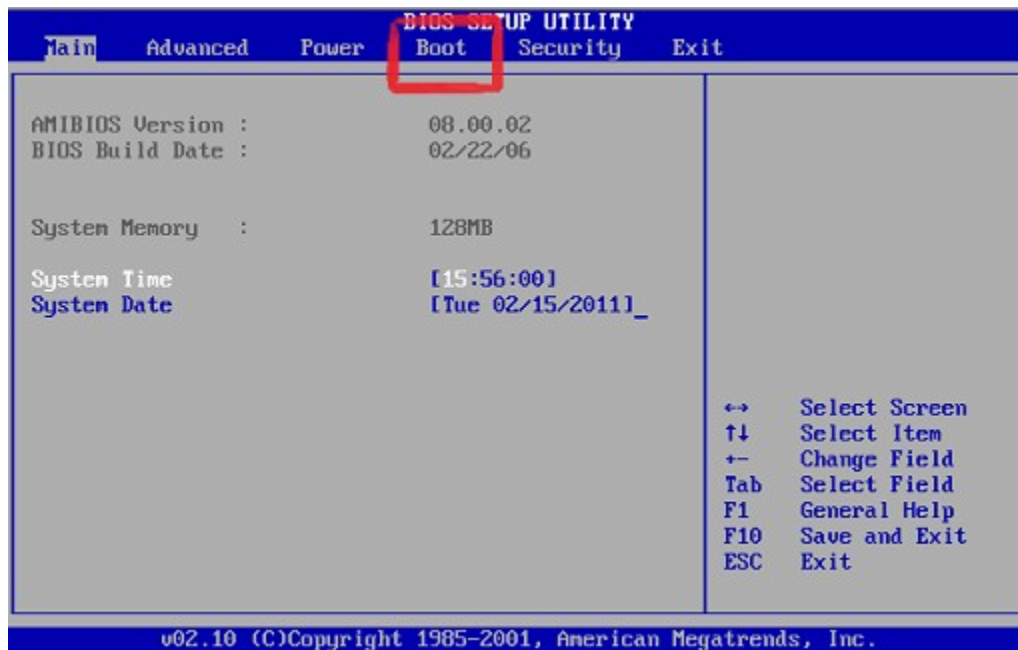 BIOS SETUP UTILITY
Main Advanced Power Boot Security Exit
AMIBIOS Version : 08.00.02
BIOS Build Date : 02/22/06
System Memory : 128MB
System Time [15:56:00]
System Date [Tue 02/15/2011]_
↔ Select Screen
↑↓ Select Item
+- Change Field
Tab Select Field
F1 General Help
F10 Save and Exit
ESC Exit
v02.10 (C)Copyright 1985-2001, American Megatrends, Inc.